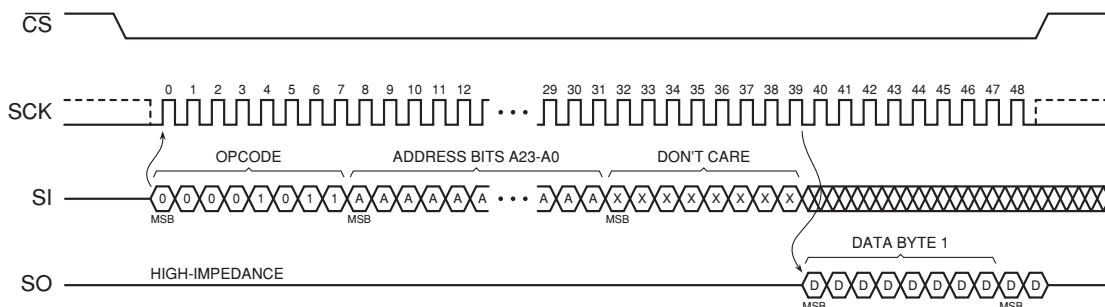 CS
0 1 2 3 4 5 6 7 8 9 10 11 12 29 30 31 32 33 34 35 36 37 38 39 40 41 42 43 44 45 46 47 48
SCK
OPCODE ADDRESS BITS A23-A0 DON'T CARE
SI 0 0 0 0 1 0 1 1 A A A A A A A A A X X X X X X X X
MSB MSB MSB
DATA BYTE 1
HIGH-IMPEDANCE
SO D D D D D D D D D D
MSB MSB